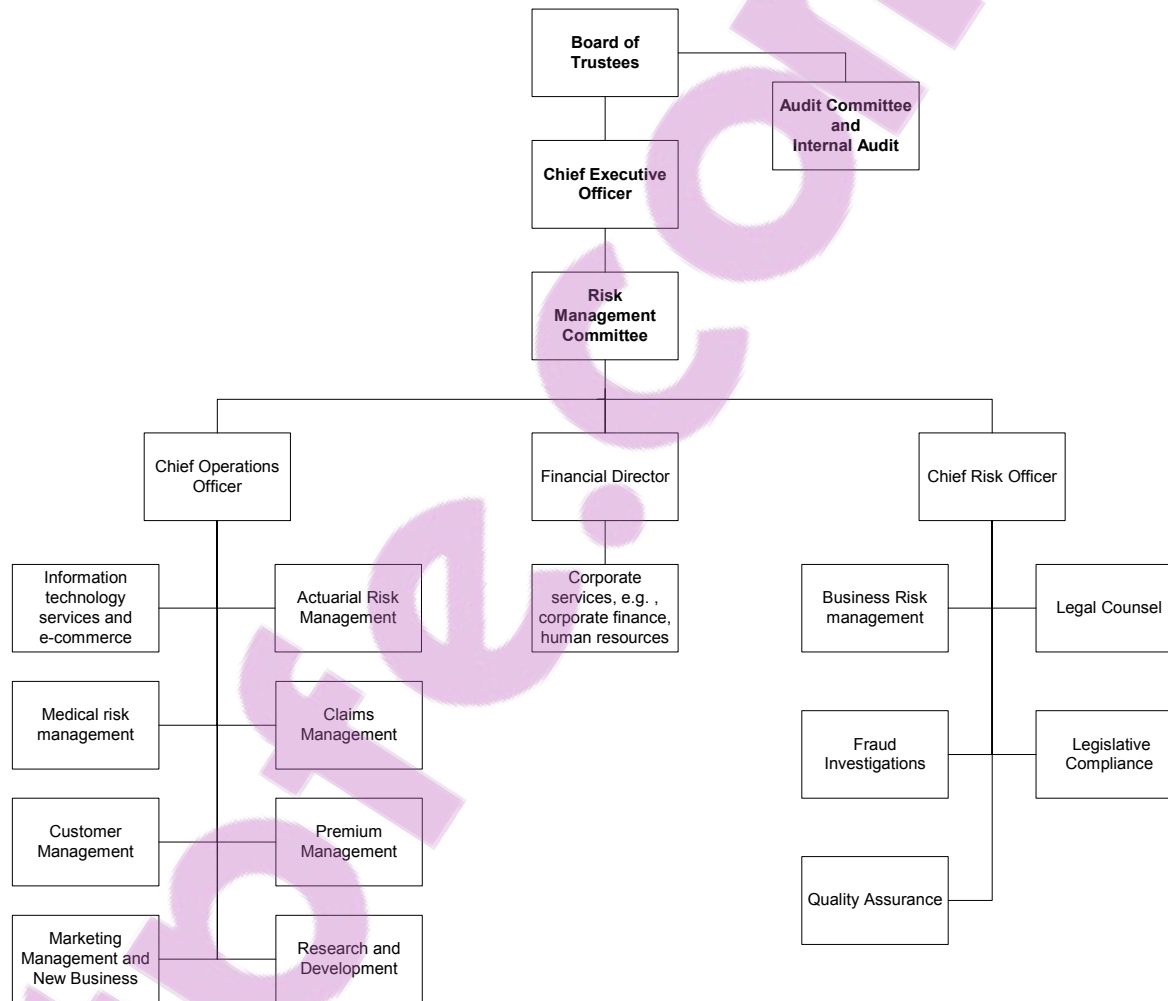 Board of
Trustees
Audit Committee
and
Internal Audit
Chief Executive
Officer
Risk
Management
Committee
Chief Operations
Officer
Financial Director
Chief Risk Officer
Information
technology
services and
e-commerce
Actuarial Risk
Management
Corporate
services, e.g. ,
corporate finance,
human resources
Business Risk
management
Legal Counsel
Medical risk
management
Claims
Management
Fraud
Investigations
Legislative
Compliance
Customer
Management
Premium
Management
Quality Assurance
Marketing
Management and
New Business
Research and
Development